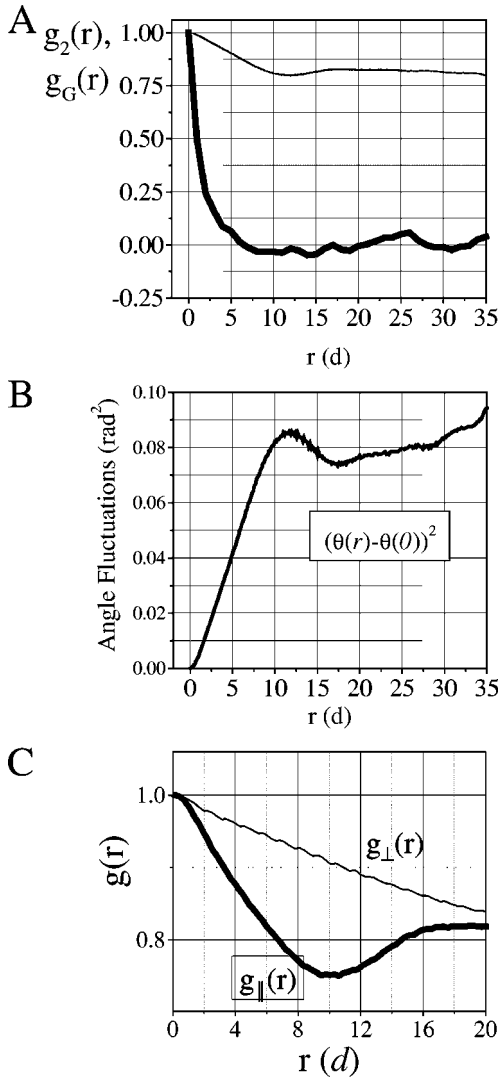 A
g₂(r),
g_G(r)
1.00
0.75
0.50
0.25
0.00
-0.25
0 5 10 15 20 25 30 35
r (d)
B
Angle Fluctuations (rad²)
0.10
0.08
0.06
0.04
0.01
0.00
(θ(r)-θ(0))²
0 5 10 15 20 25 30 35
r (d)
C
g(r)
1.0
0.8
g⊥(r)
g∥(r)
0 4 8 12 16 20
r (d)